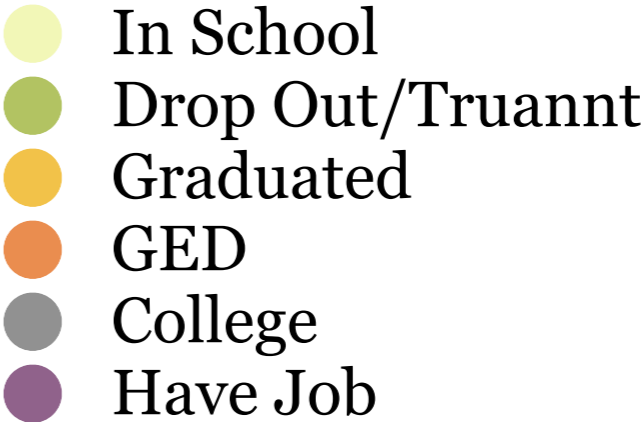 In School
Drop Out/Truannt
Graduated
GED
College
Have Job